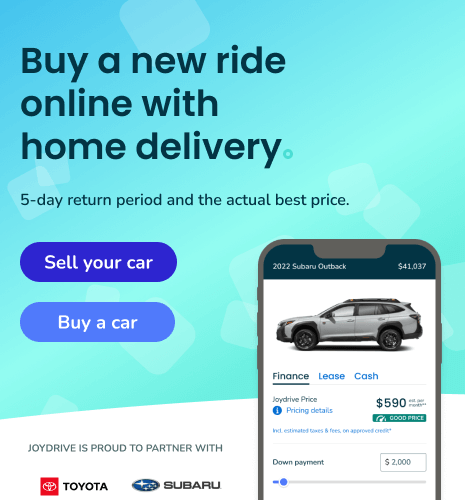 Buy a new ride
online with
home delivery
5-day return period and the actual best price.
Sell your car
Buy a car
2022 Subaru Outback $41,037
Finance Lease Cash
Joydrive Price $590 est. per month**
Pricing details
GOOD PRICE
Incl. estimated taxes & fees, on approved credit*
Down payment $ 2,000
JOYDRIVE IS PROUD TO PARTNER WITH
TOYOTA SUBARU